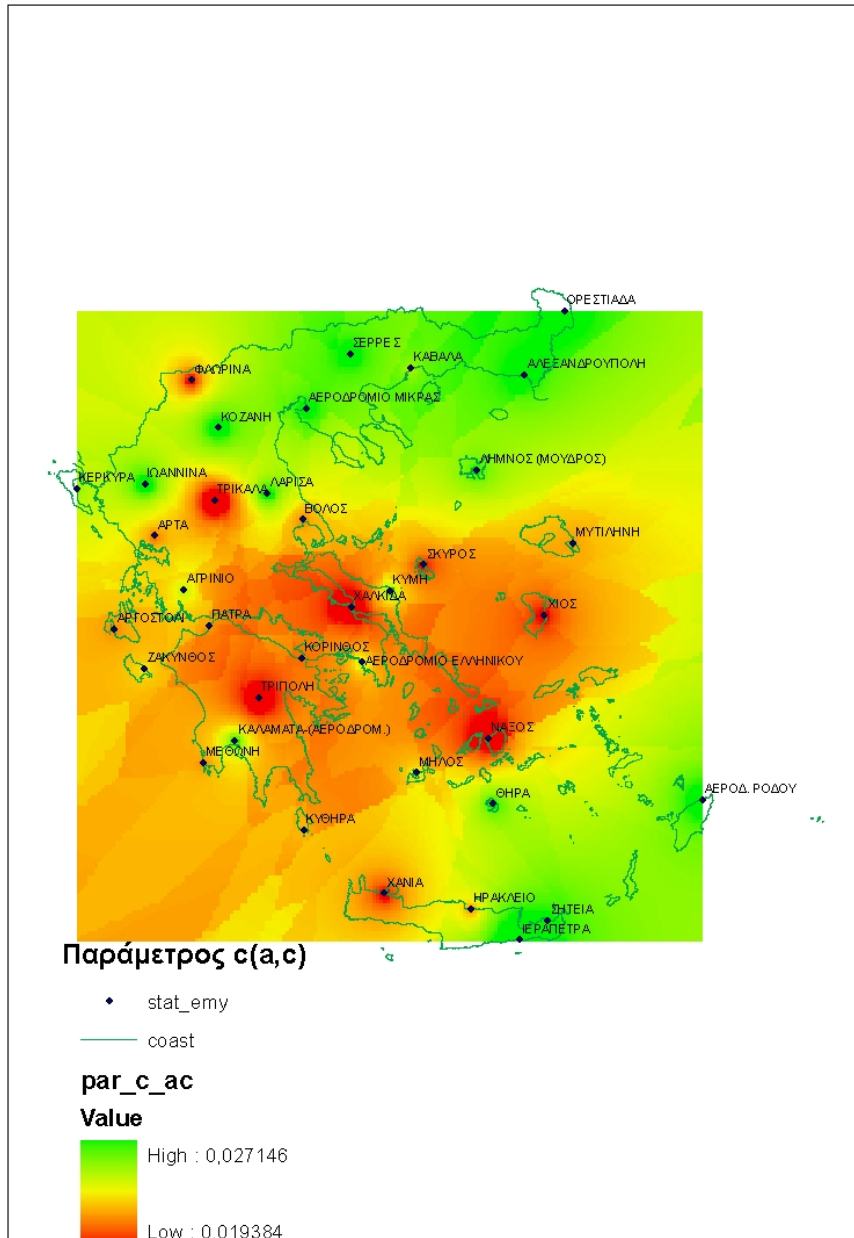 ΟΡΕΣΤΙΑΔΑ
ΣΕΡΡΕΣ
ΚΑΒΑΛΑ
ΑΛΕΞΑΝΔΡΟΥΠΟΛΗ
ΦΛΩΡΙΝΑ
ΑΕΡΟΔΡΟΜΙΟ ΜΙΚΡΑΣ
ΚΟΖΑΝΗ
ΛΗΜΝΟΣ (ΜΟΥΔΡΟΣ)
ΚΕΡΚΥΡΑ
ΙΩΑΝΝΙΝΑ
ΤΡΙΚΑΛΑ
ΛΑΡΙΣΑ
ΒΟΛΟΣ
ΑΡΤΑ
ΜΥΤΙΛΗΝΗ
ΣΚΥΡΟΣ
ΑΓΡΙΝΙΟ
ΚΥΜΗ
ΧΑΛΚΙΔΑ
ΧΙΟΣ
ΑΡΓΟΣΤΟΛΙ
ΠΑΤΡΑ
ΖΑΚΥΝΘΟΣ
ΚΟΡΙΝΘΟΣ
ΑΕΡΟΔΡΟΜΙΟ ΕΛΛΗΝΙΚΟΥ
ΤΡΙΠΟΛΗ
ΚΑΛΑΜΑΤΑ-(ΑΕΡΟΔΡΟΜ.)
ΝΑΞΟΣ
ΜΕΘΩΝΗ
ΜΗΛΟΣ
ΘΗΡΑ
ΑΕΡΟΔ. ΡΟΔΟΥ
ΚΥΘΗΡΑ
ΧΑΝΙΑ
ΗΡΑΚΛΕΙΟ
ΣΗΤΕΙΑ
ΙΕΡΑΠΕΤΡΑ
Παράμετρος c(a,c)
stat_emy
coast
par_c_ac
Value
High : 0,027146
Low : 0,019384